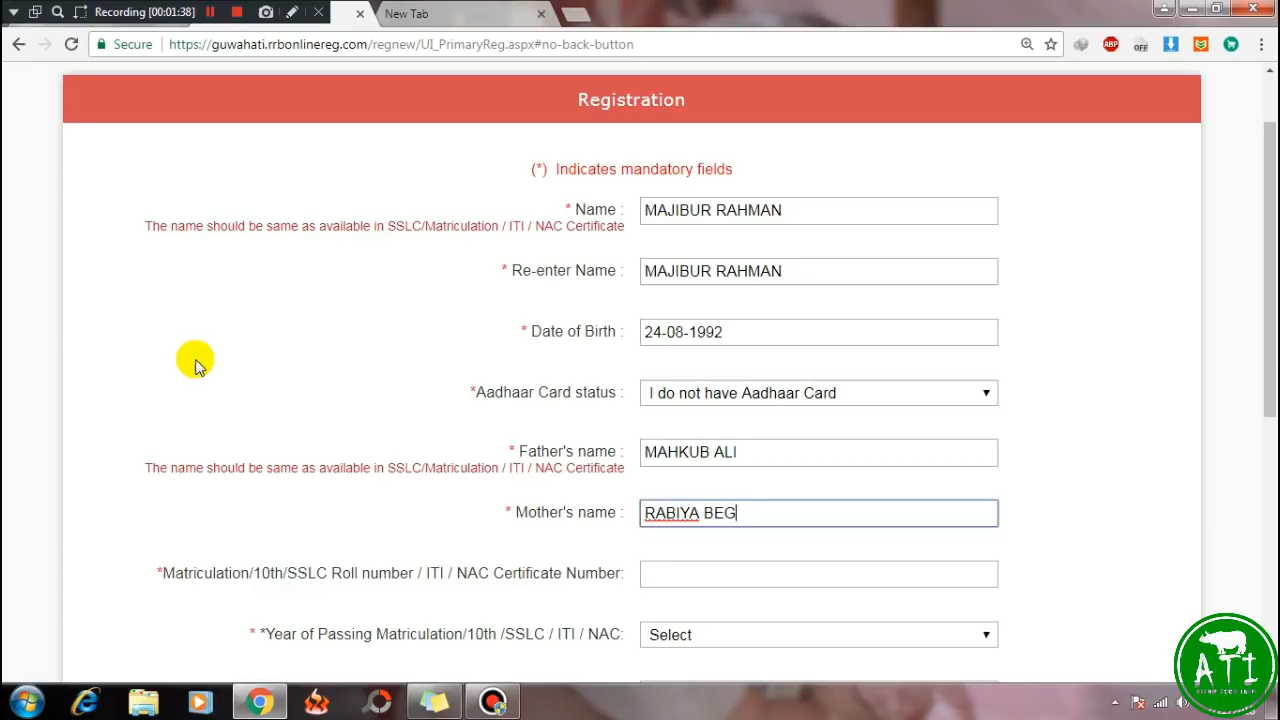 Recording [00:01:38]
New Tab
Secure https://guwahati.rrbonlinereg.com/regnew/UI_PrimaryReg.aspx#no-back-button
ABP
OFF
Registration
(*) Indicates mandatory fields
* Name : MAJIBUR RAHMAN
The name should be same as available in SSLC/Matriculation / ITI / NAC Certificate
* Re-enter Name : MAJIBUR RAHMAN
* Date of Birth : 24-08-1992
*Aadhaar Card status : I do not have Aadhaar Card
* Father's name : MAHKUB ALI
The name should be same as available in SSLC/Matriculation / ITI / NAC Certificate
* Mother's name : RABIYA BEG
*Matriculation/10th/SSLC Roll number / ITI / NAC Certificate Number:
* *Year of Passing Matriculation/10th /SSLC / ITI / NAC: Select
ATI